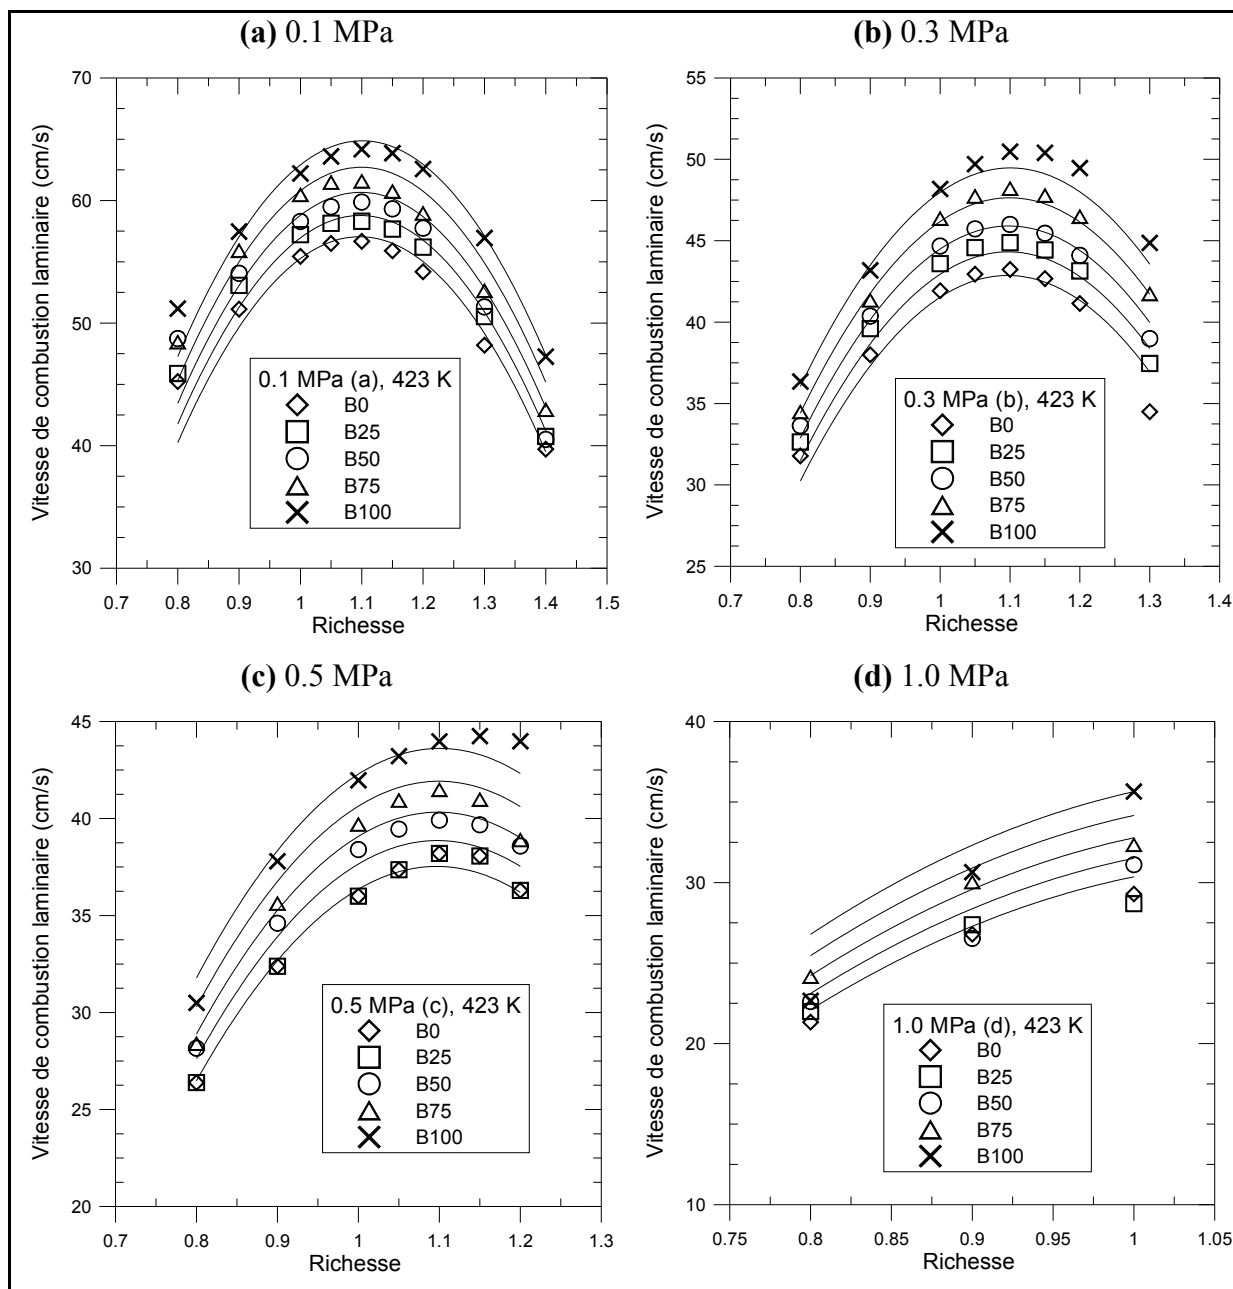 (a) 0.1 MPa
70
60
50
40
30
0.7 0.8 0.9 1 1.1 1.2 1.3 1.4 1.5
Richesse
Vitesse de combustion laminaire (cm/s)
0.1 MPa (a), 423 K
B0
B25
B50
B75
B100
(b) 0.3 MPa
55
50
45
40
35
30
25
0.7 0.8 0.9 1 1.1 1.2 1.3 1.4
Richesse
Vitesse de combustion laminaire (cm/s)
0.3 MPa (b), 423 K
B0
B25
B50
B75
B100
(c) 0.5 MPa
45
40
35
30
25
20
0.7 0.8 0.9 1 1.1 1.2 1.3
Richesse
Vitesse de combustion laminaire (cm/s)
0.5 MPa (c), 423 K
B0
B25
B50
B75
B100
(d) 1.0 MPa
40
30
20
10
0.75 0.8 0.85 0.9 0.95 1 1.05
Richesse
Vitesse de combustion laminaire (cm/s)
1.0 MPa (d), 423 K
B0
B25
B50
B75
B100